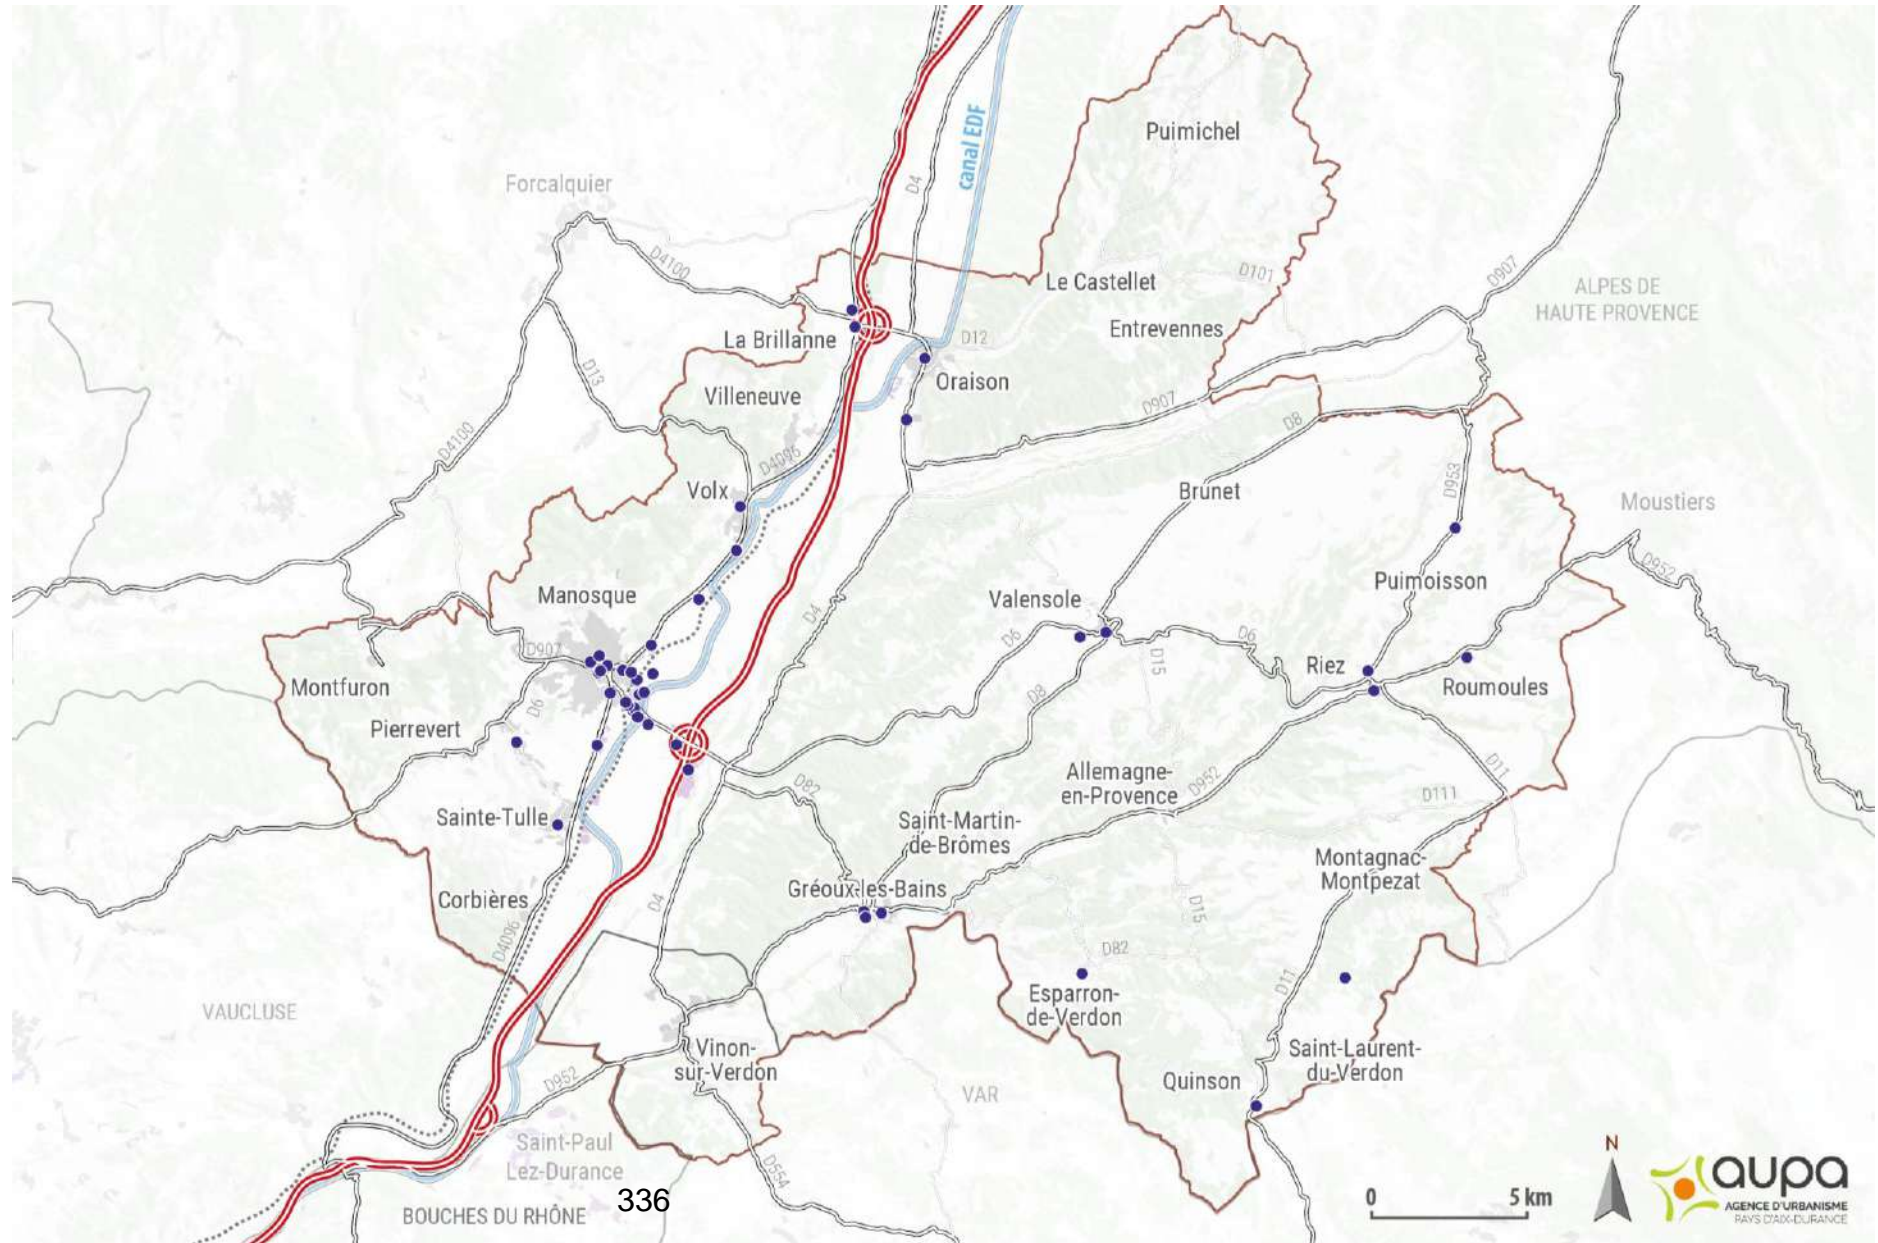 canal EDF
Puimichel
Forcalquier
D4
D4100
D101
D907
Le Castellet
ALPES DE
HAUTE PROVENCE
Entrevennes
La Brillanne
D12
D13
Oraison
Villeneuve
D907
D8
D4100
D4096
D953
Volx
Brunet
Moustiers
D952
Puimoisson
Manosque
Valensole
D4
D6
D15
D6
D907
Riez
Roumoules
Montfuron
D6
D8
Pierrevert
D11
Allemagne-
en-Provence
D952
D82
D111
Sainte-Tulle
Saint-Martin-
de-Brômes
Montagnac-
Montpezat
Gréoux-les-Bains
Corbières
D4
D15
D4096
D82
D11
Esparron-
de-Verdon
VAUCLUSE
Vinon-
sur-Verdon
Saint-Laurent-
du-Verdon
D952
VAR
Quinson
Saint-Paul
Lez-Durance
D554
336
BOUCHES DU RHÔNE
0 5 km
N
aupa
AGENCE D'URBANISME
PAYS D'AIX-DURANCE